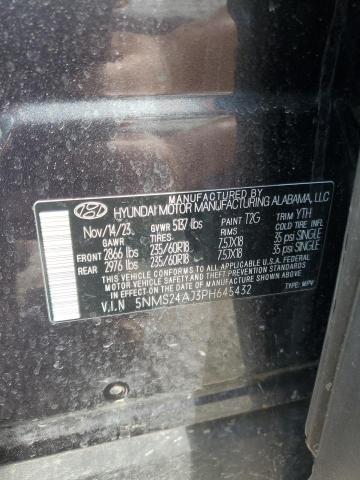 MANUFACTURED BY
HYUNDAI MOTOR MANUFACTURING ALABAMA, LLC
Nov/14/23 GVWR 5137 lbs PAINT T2G TRIM YTH
GAWR TIRES RIMS COLD TIRE INFL
FRONT 2866 lbs 235/60R18 7.5JX18 35 psi SINGLE
REAR 2976 lbs 235/60R18 7.5JX18 35 psi SINGLE
THIS VEHICLE CONFORMS TO ALL APPLICABLE U.S.A. FEDERAL
MOTOR VEHICLE SAFETY AND THEFT PREVENTION STANDARDS
IN EFFECT ON THE DATE OF MANUFACTURE SHOWN ABOVE.
V.I.N 5NMS24AJ3PH645432 TYPE: MPV